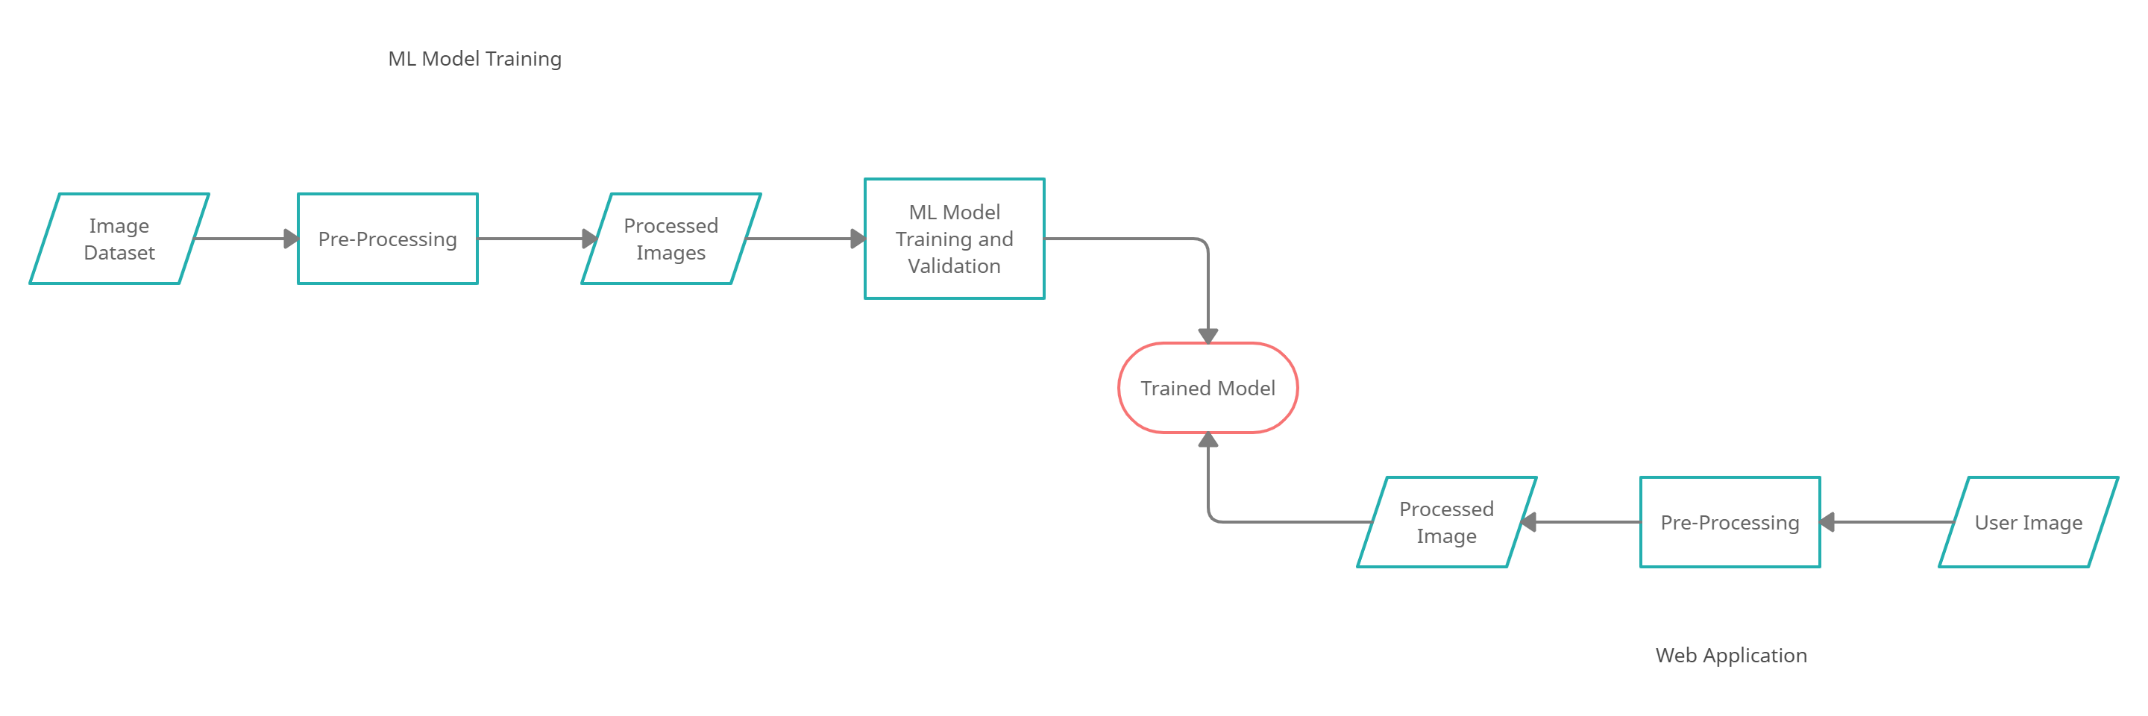 ML Model Training
Image
Dataset
Pre-Processing
Processed
Images
ML Model
Training and
Validation
Trained Model
Processed
Image
Pre-Processing
User Image
Web Application